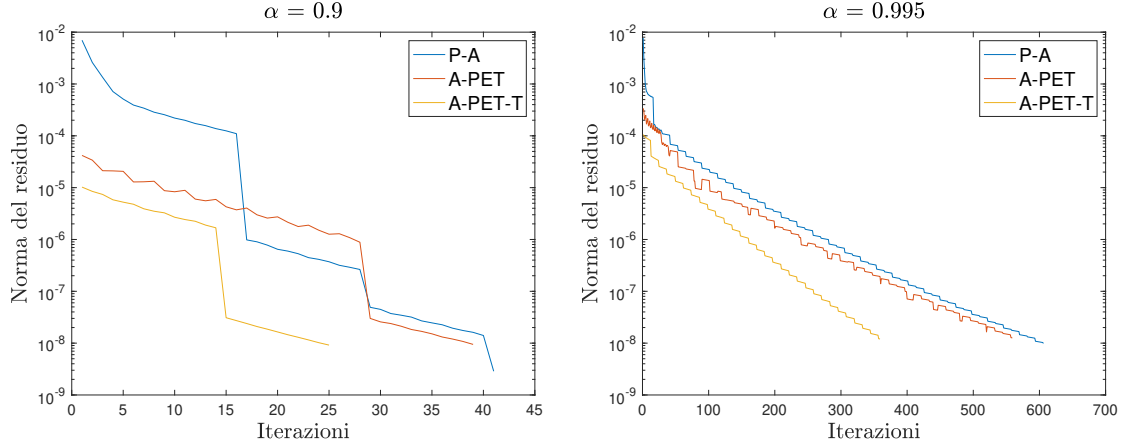 α = 0.9
10^-2
10^-3
10^-4
10^-5
10^-6
10^-7
10^-8
10^-9
Norma del residuo
P-A
A-PET
A-PET-T
0 5 10 15 20 25 30 35 40 45
Iterazioni
α = 0.995
10^-2
10^-3
10^-4
10^-5
10^-6
10^-7
10^-8
10^-9
Norma del residuo
P-A
A-PET
A-PET-T
0 100 200 300 400 500 600 700
Iterazioni